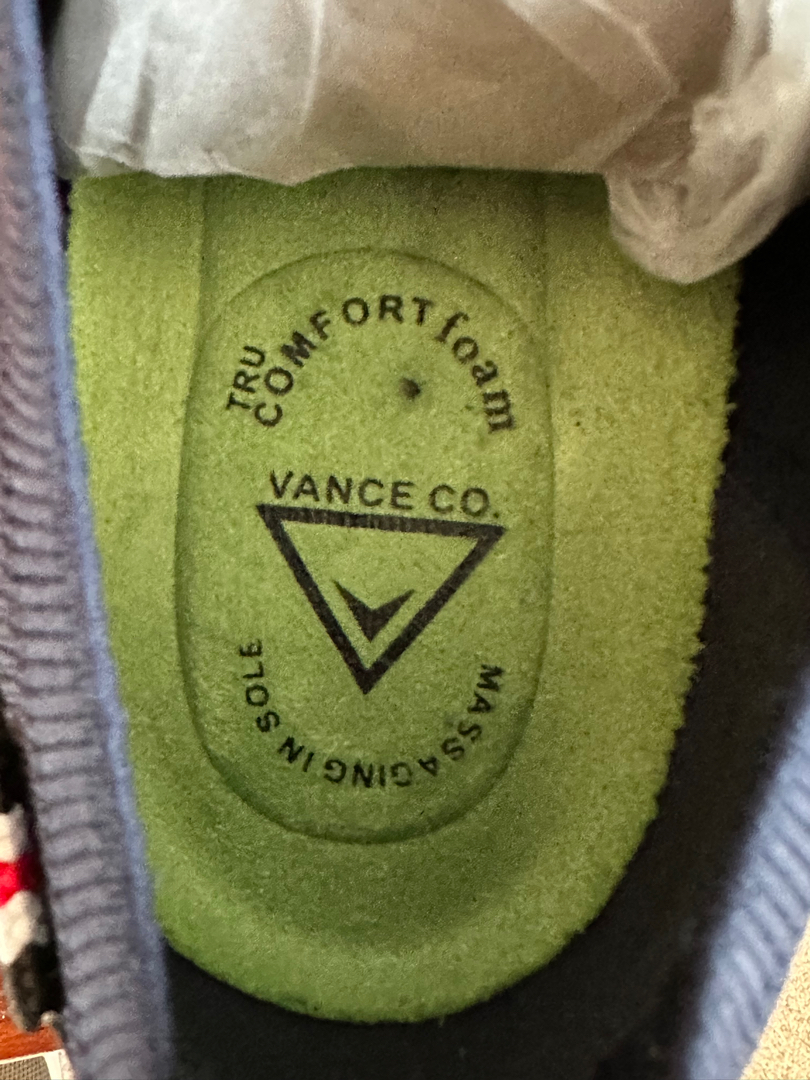 TRU
COMFORT foam
VANCE CO.
MASSAGING IN SOLE